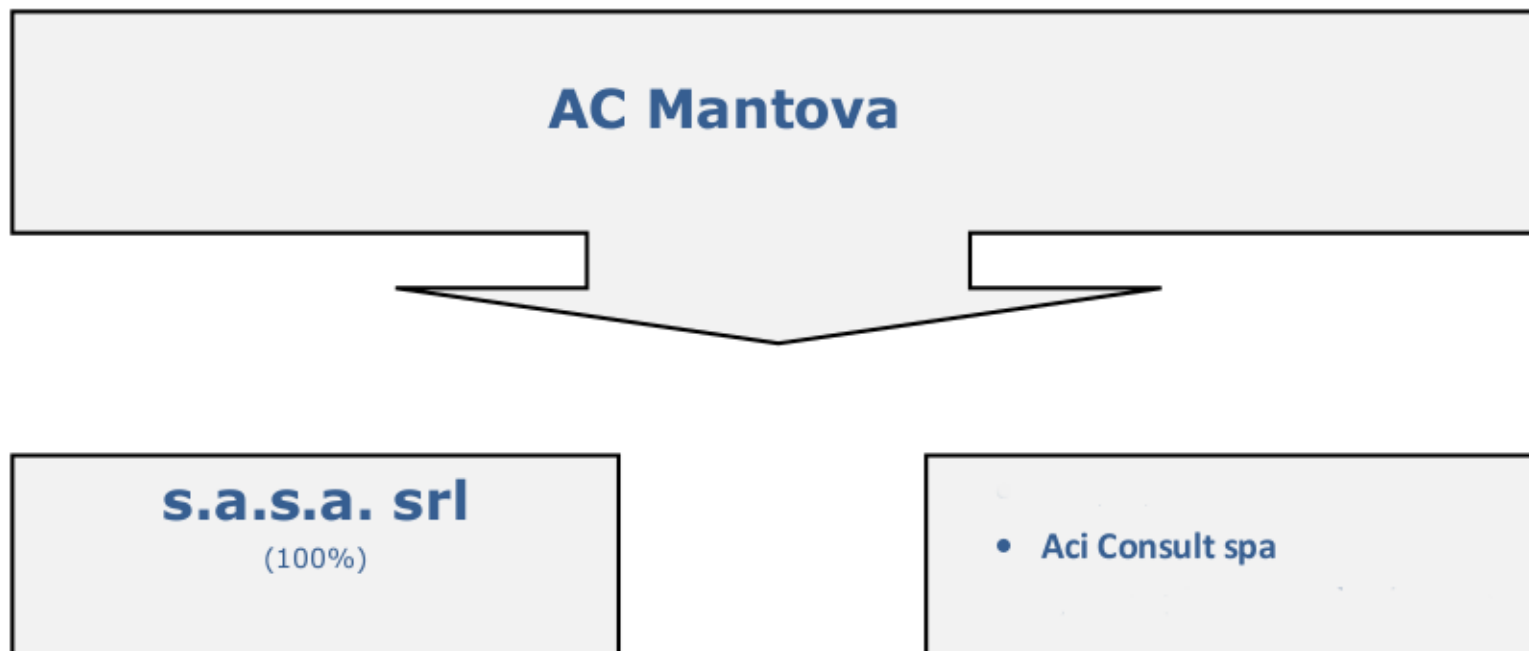 AC Mantova
s.a.s.a. srl
(100%)
• Aci Consult spa